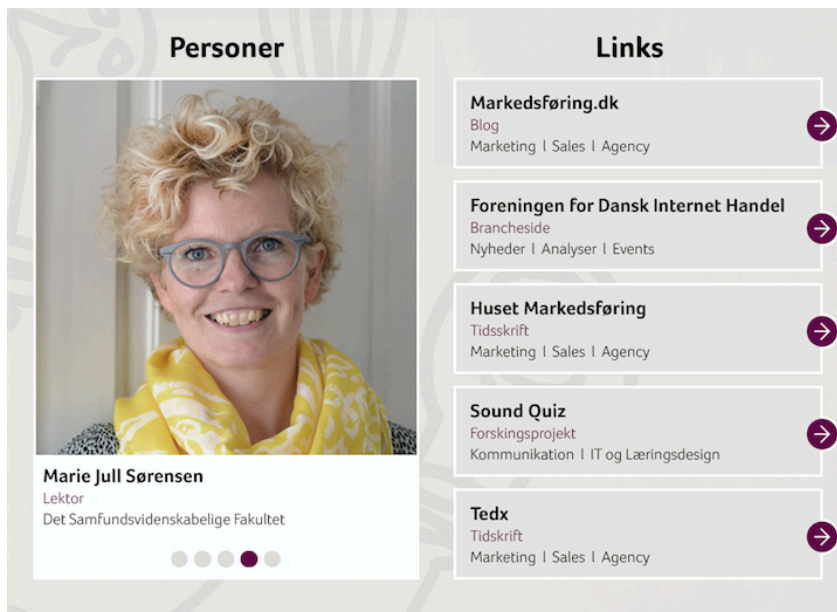 Personer
Marie Jull Sørensen
Lektor
Det Samfundsvidenskabelige Fakultet
Links
Markedsføring.dk
Blog
Marketing | Sales | Agency
Foreningen for Dansk Internet Handel
Brancheside
Nyheder | Analyser | Events
Huset Markedsføring
Tidsskrift
Marketing | Sales | Agency
Sound Quiz
Forskingsprojekt
Kommunikation | IT og Læringsdesign
Tedx
Tidskrift
Marketing | Sales | Agency